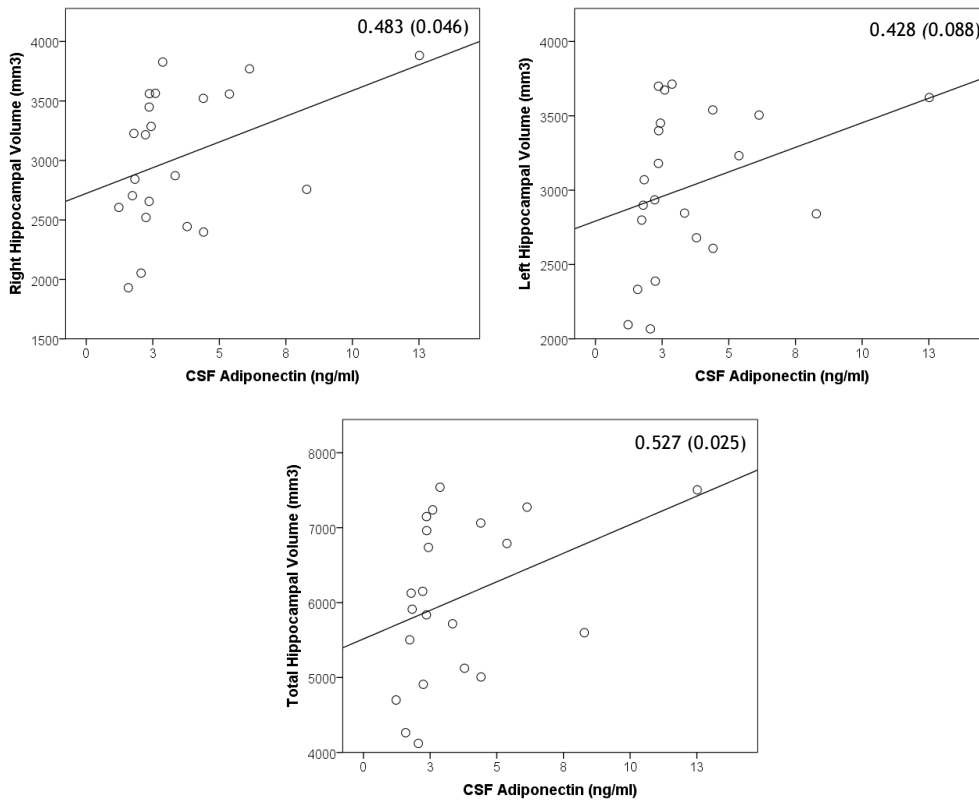 0.483 (0.046)
Right Hippocampal Volume (mm3)
4000
3500
3000
2500
2000
1500
0 3 5 8 10 13
CSF Adiponectin (ng/ml)
0.428 (0.088)
Left Hippocampal Volume (mm3)
4000
3500
3000
2500
2000
0 3 5 8 10 13
CSF Adiponectin (ng/ml)
0.527 (0.025)
Total Hippocampal Volume (mm3)
8000
7000
6000
5000
4000
0 3 5 8 10 13
CSF Adiponectin (ng/ml)